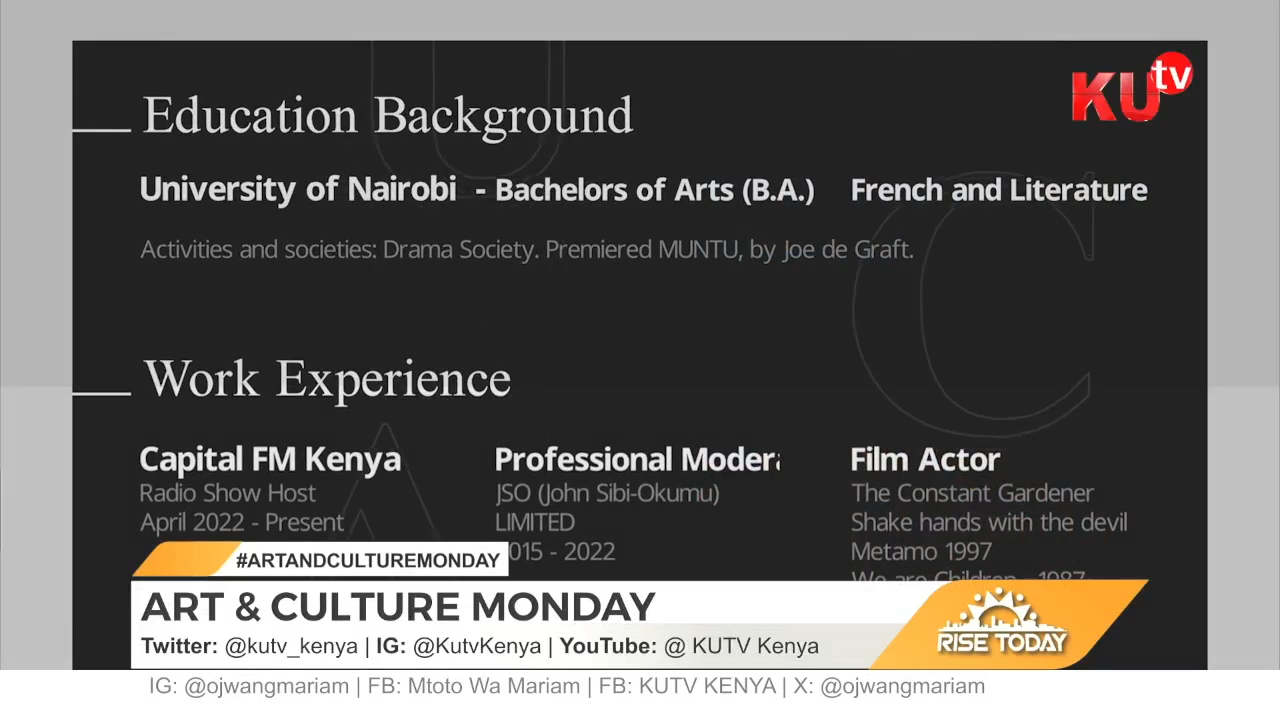 KU tv
Education Background
University of Nairobi - Bachelors of Arts (B.A.) French and Literature
Activities and societies: Drama Society. Premiered MUNTU, by Joe de Graft.
Work Experience
Capital FM Kenya
Radio Show Host
April 2022 - Present
Professional Modera
JSO (John Sibi-Okumu)
LIMITED
015 - 2022
Film Actor
The Constant Gardener
Shake hands with the devil
Metamo 1997
We are Children - 1987
#ARTANDCULTUREMONDAY
ART & CULTURE MONDAY
Twitter: @kutv_kenya | IG: @KutvKenya | YouTube: @ KUTV Kenya
RISE TODAY
IG: @ojwangmariam | FB: Mtoto Wa Mariam | FB: KUTV KENYA | X: @ojwangmariam